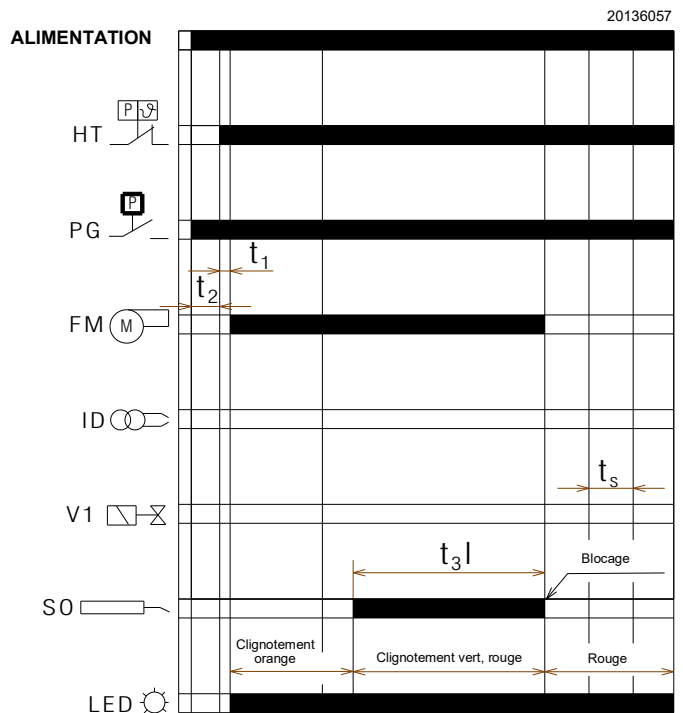 20136057
ALIMENTATION
P ϑ
HT
P
PG
t1
t2
FM M
ID
ts
V1
t3l
Blocage
SO
Clignotement
orange
Clignotement vert, rouge
Rouge
LED